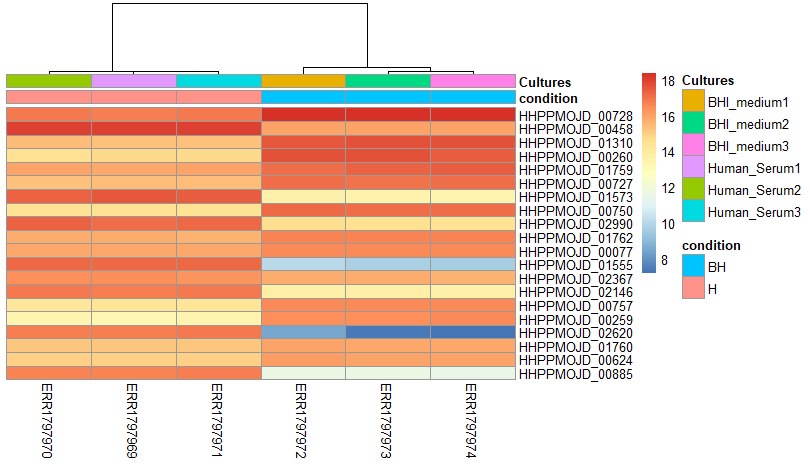 Cultures
condition
HHPPMOJD_00728
HHPPMOJD_00458
HHPPMOJD_01310
HHPPMOJD_00260
HHPPMOJD_01759
HHPPMOJD_00727
HHPPMOJD_01573
HHPPMOJD_00750
HHPPMOJD_02990
HHPPMOJD_01762
HHPPMOJD_00077
HHPPMOJD_01555
HHPPMOJD_02367
HHPPMOJD_02146
HHPPMOJD_00757
HHPPMOJD_00259
HHPPMOJD_02620
HHPPMOJD_01760
HHPPMOJD_00624
HHPPMOJD_00885
ERR1797970
ERR1797969
ERR1797971
ERR1797972
ERR1797973
ERR1797974
18
16
14
12
10
8
Cultures
BHI_medium1
BHI_medium2
BHI_medium3
Human_Serum1
Human_Serum2
Human_Serum3
condition
BH
H